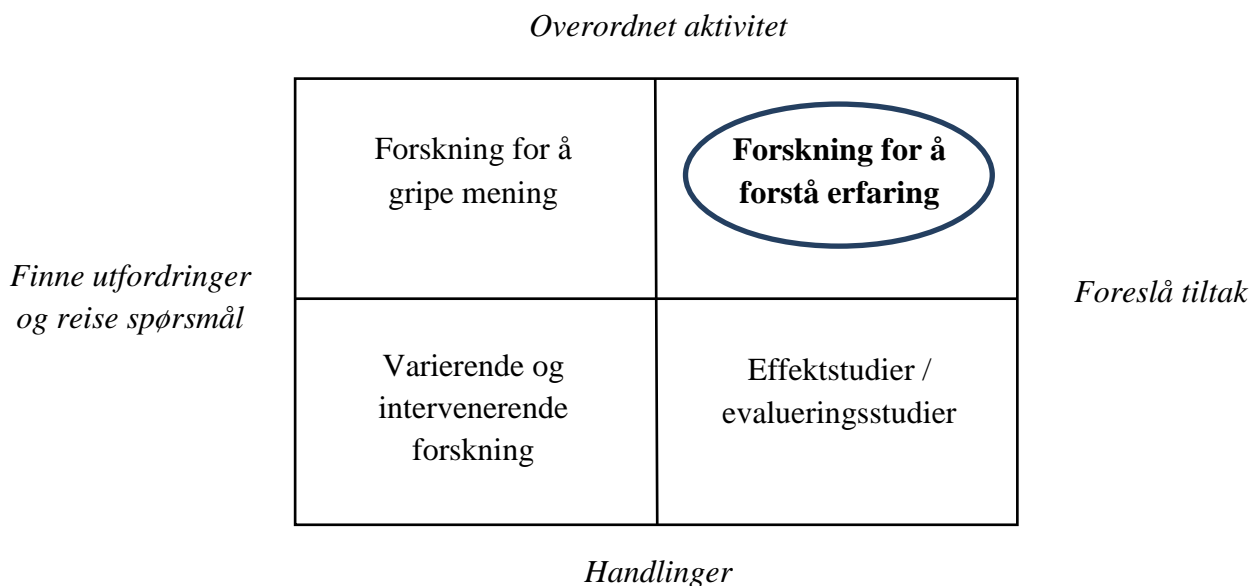 Overordnet aktivitet
Forskning for å
gripe mening
Forskning for å
forstå erfaring
Finne utfordringer
og reise spørsmål
Foreslå tiltak
Varierende og
intervenerende
forskning
Effektstudier /
evalueringsstudier
Handlinger